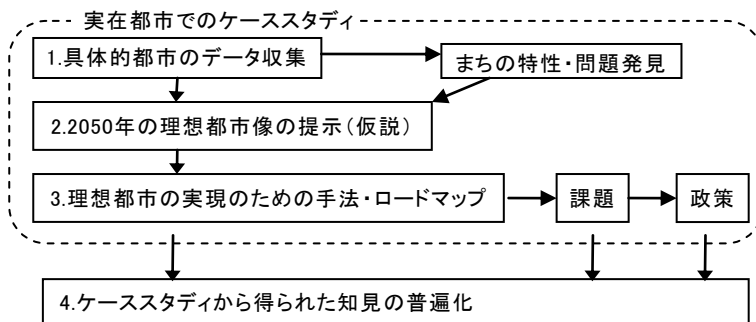 実在都市でのケーススタディ
1.具体的都市のデータ収集
まちの特性・問題発見
2.2050年の理想都市像の提示(仮説)
3.理想都市の実現のための手法・ロードマップ
課題
政策
4.ケーススタディから得られた知見の普遍化